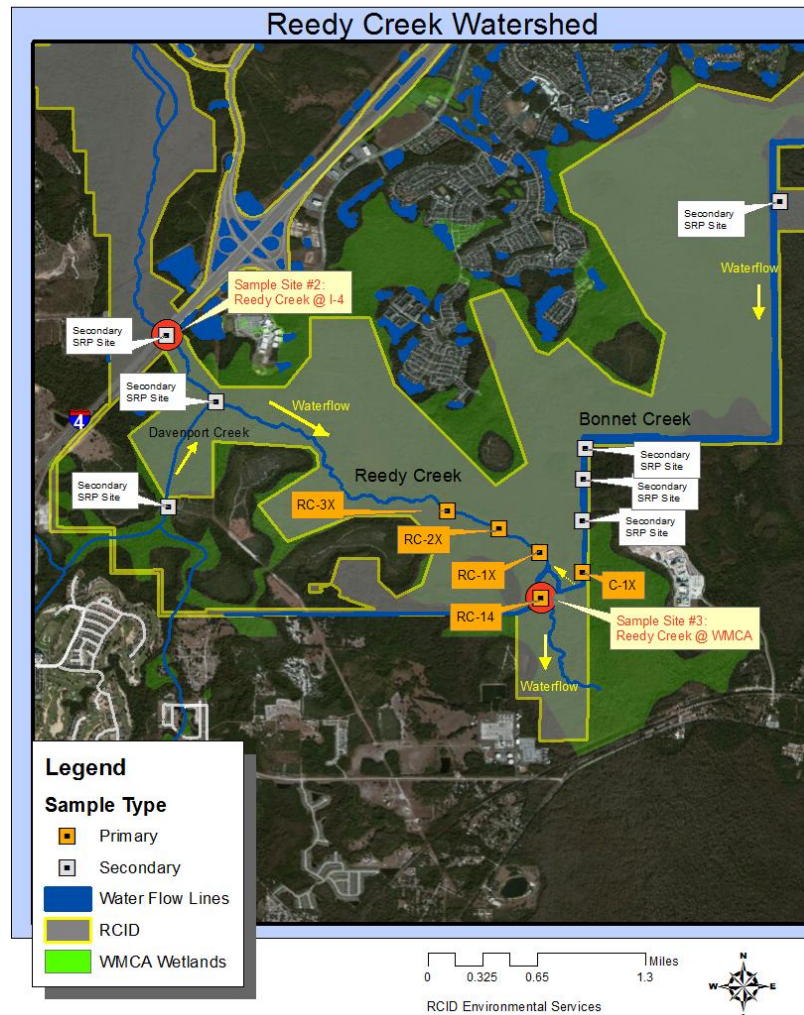 Reedy Creek Watershed
Secondary
SRP Site
Waterflow
Sample Site #2:
Reedy Creek @ I-4
Secondary
SRP Site
Secondary
SRP Site
4
Waterflow
Davenport Creek
Bonnet Creek
Secondary
SRP Site
Reedy Creek
Secondary
SRP Site
Secondary
SRP Site
RC-3X
Secondary
SRP Site
RC-2X
RC-1X
C-1X
RC-14
Sample Site #3:
Reedy Creek @ WMCA
Waterflow
Legend
Sample Type
Primary
Secondary
Water Flow Lines
RCID
WMCA Wetlands
Miles
0 0.325 0.65 1.3
RCID Environmental Services
N
W E
S